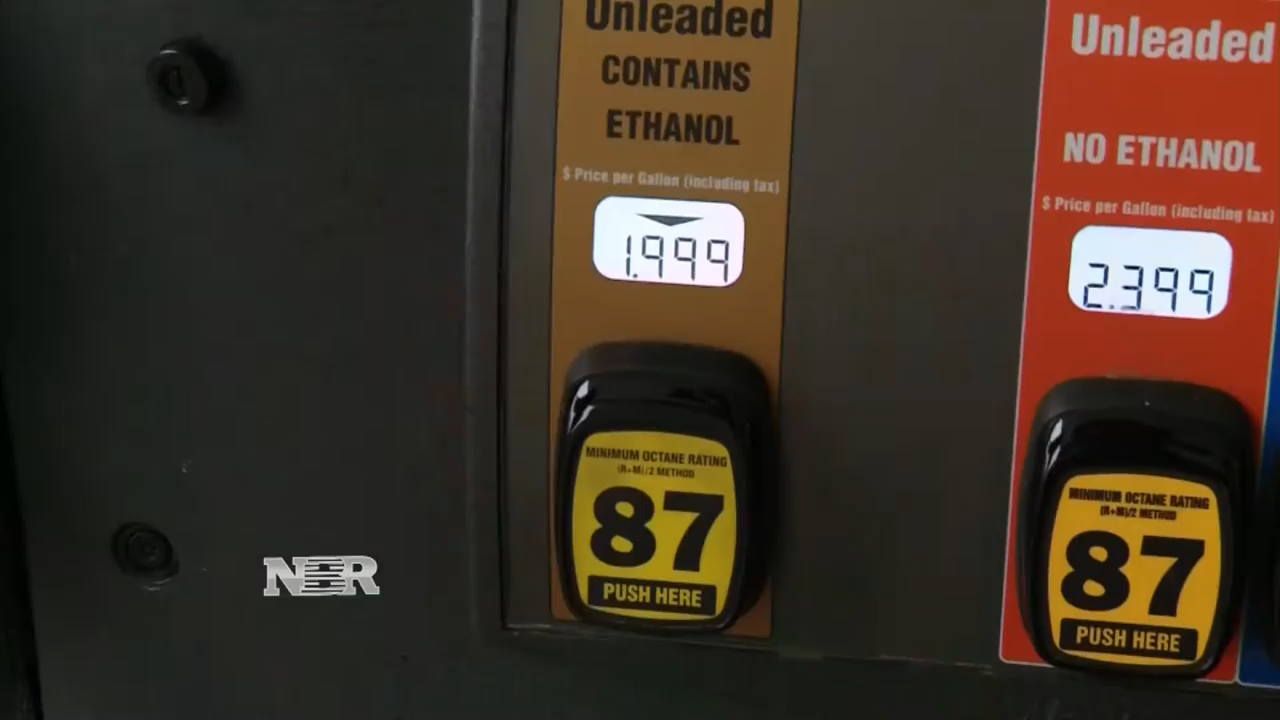 Unleaded
CONTAINS
ETHANOL
$ Price per Gallon (including tax)
1.999
MINIMUM OCTANE RATING
(R+M)/2 METHOD
87
PUSH HERE
Unleaded
NO ETHANOL
$ Price per Gallon (including tax)
2.399
MINIMUM OCTANE RATING
(R+M)/2 METHOD
87
PUSH HERE